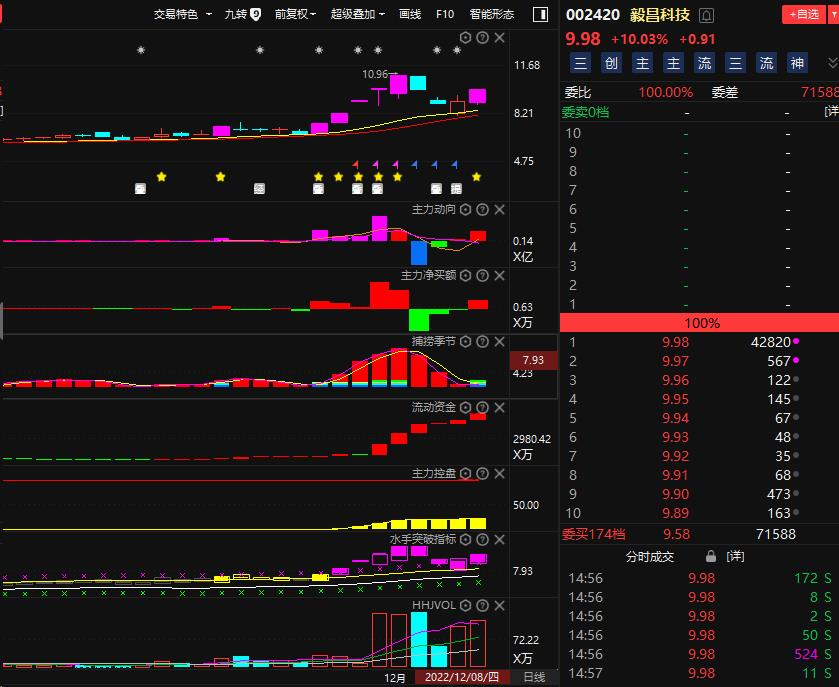 交易特色 九转 9 前复权 超级叠加 画线 F10 智能形态
002420 毅昌科技
+自选
9.98 +10.03% +0.91
三 创 主 主 流 三 流 神
委比 100.00% 委差 71588
委卖0档 - - [详
10 - -
9 - -
8 - -
7 - -
6 - -
5 - -
4 - -
3 - -
2 - -
1 - -
100%
1 9.98 42820
2 9.97 567
3 9.96 122
4 9.95 145
5 9.94 67
6 9.93 48
7 9.92 35
8 9.91 68
9 9.90 473
10 9.89 163
委买174档 9.58 71588
分时成交 [详]
14:56 9.98 172 S
14:56 9.98 8 S
14:56 9.98 2 S
14:56 9.98 50 S
14:56 9.98 524 S
14:57 9.98 11 S
11.68
10.96
8.21
4.75
主力动向
0.14
X亿
主力净买额
0.63
X万
捕捞季节
7.93
4.23
流动资金
2980.42
X万
主力控盘
50.00
水手突破指标
7.93
HHJVOL
72.22
X万
12月 2022/12/08/四 日线